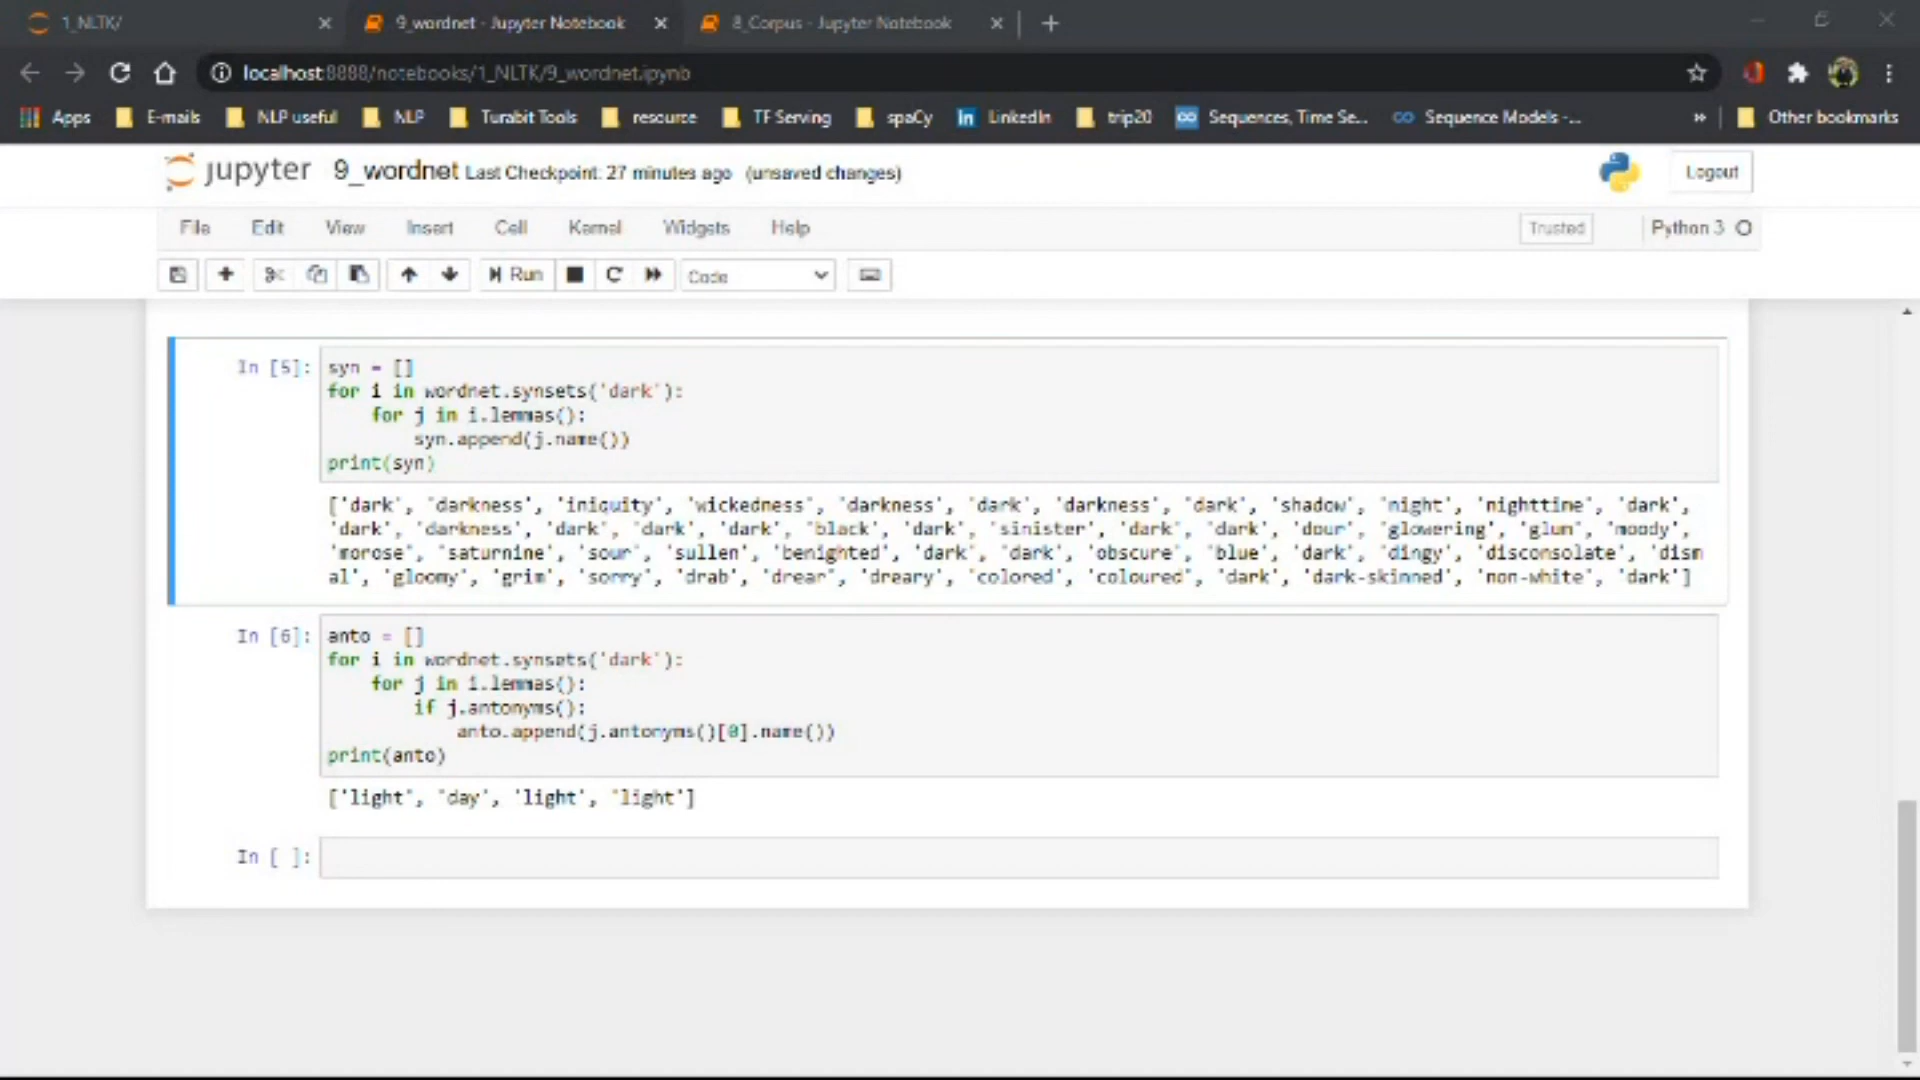 1_NLTK/
9_wordnet - Jupyter Notebook
8_Corpus - Jupyter Notebook
localhost:8888/notebooks/1_NLTK/9_wordnet.ipynb
Apps E-mails NLP useful NLP Turabit Tools resource TF Serving spaCy LinkedIn trip20 Sequences, Time Se... Sequence Models -... » Other bookmarks
jupyter 9_wordnet Last Checkpoint: 27 minutes ago (unsaved changes) Logout
File Edit View Insert Cell Kernel Widgets Help Trusted Python 3
Run Code
In [5]: syn = []
for i in wordnet.synsets('dark'):
for j in i.lemmas():
syn.append(j.name())
print(syn)
['dark', 'darkness', 'iniquity', 'wickedness', 'darkness', 'dark', 'darkness', 'dark', 'shadow', 'night', 'nighttime', 'dark',
'dark', 'darkness', 'dark', 'dark', 'dark', 'black', 'dark', 'sinister', 'dark', 'dark', 'dour', 'glowering', 'glum', 'moody',
'morose', 'saturnine', 'sour', 'sullen', 'benighted', 'dark', 'dark', 'obscure', 'blue', 'dark', 'dingy', 'disconsolate', 'dism
al', 'gloomy', 'grim', 'sorry', 'drab', 'drear', 'dreary', 'colored', 'coloured', 'dark', 'dark-skinned', 'non-white', 'dark']
In [6]: anto = []
for i in wordnet.synsets('dark'):
for j in i.lemmas():
if j.antonyms():
anto.append(j.antonyms()[0].name())
print(anto)
['light', 'day', 'light', 'light']
In [ ]: